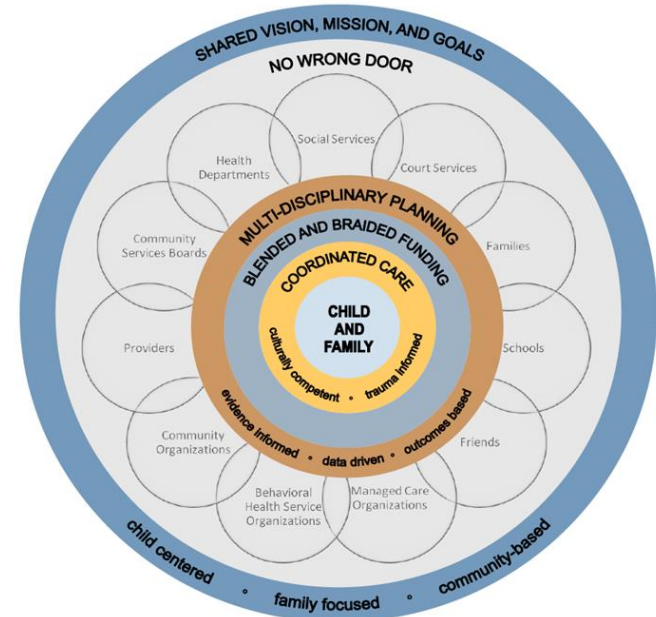 SHARED VISION, MISSION, AND GOALS
NO WRONG DOOR
Social Services
Health
Departments
Court Services
Community
Services Boards
Families
Providers
Schools
Community
Organizations
Friends
Behavioral
Health Service
Organizations
Managed Care
Organizations
MULTI-DISCIPLINARY PLANNING
BLENDED AND BRAIDED FUNDING
COORDINATED CARE
CHILD
AND
FAMILY
culturally competent ° trauma informed
evidence informed ° data driven ° outcomes based
child centered ° family focused ° community-based